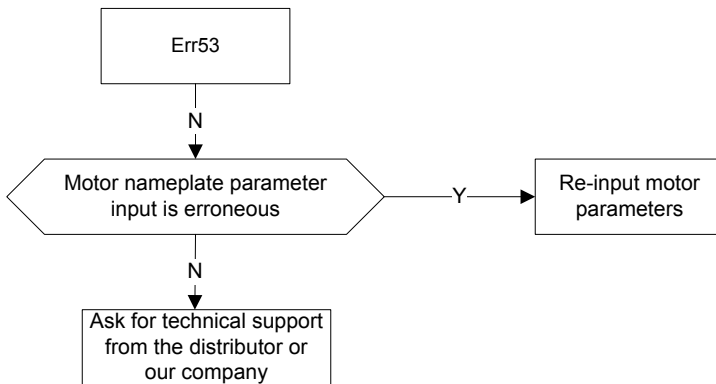 Err53
N
Motor nameplate parameter
input is erroneous
Y
Re-input motor
parameters
N
Ask for technical support
from the distributor or
our company